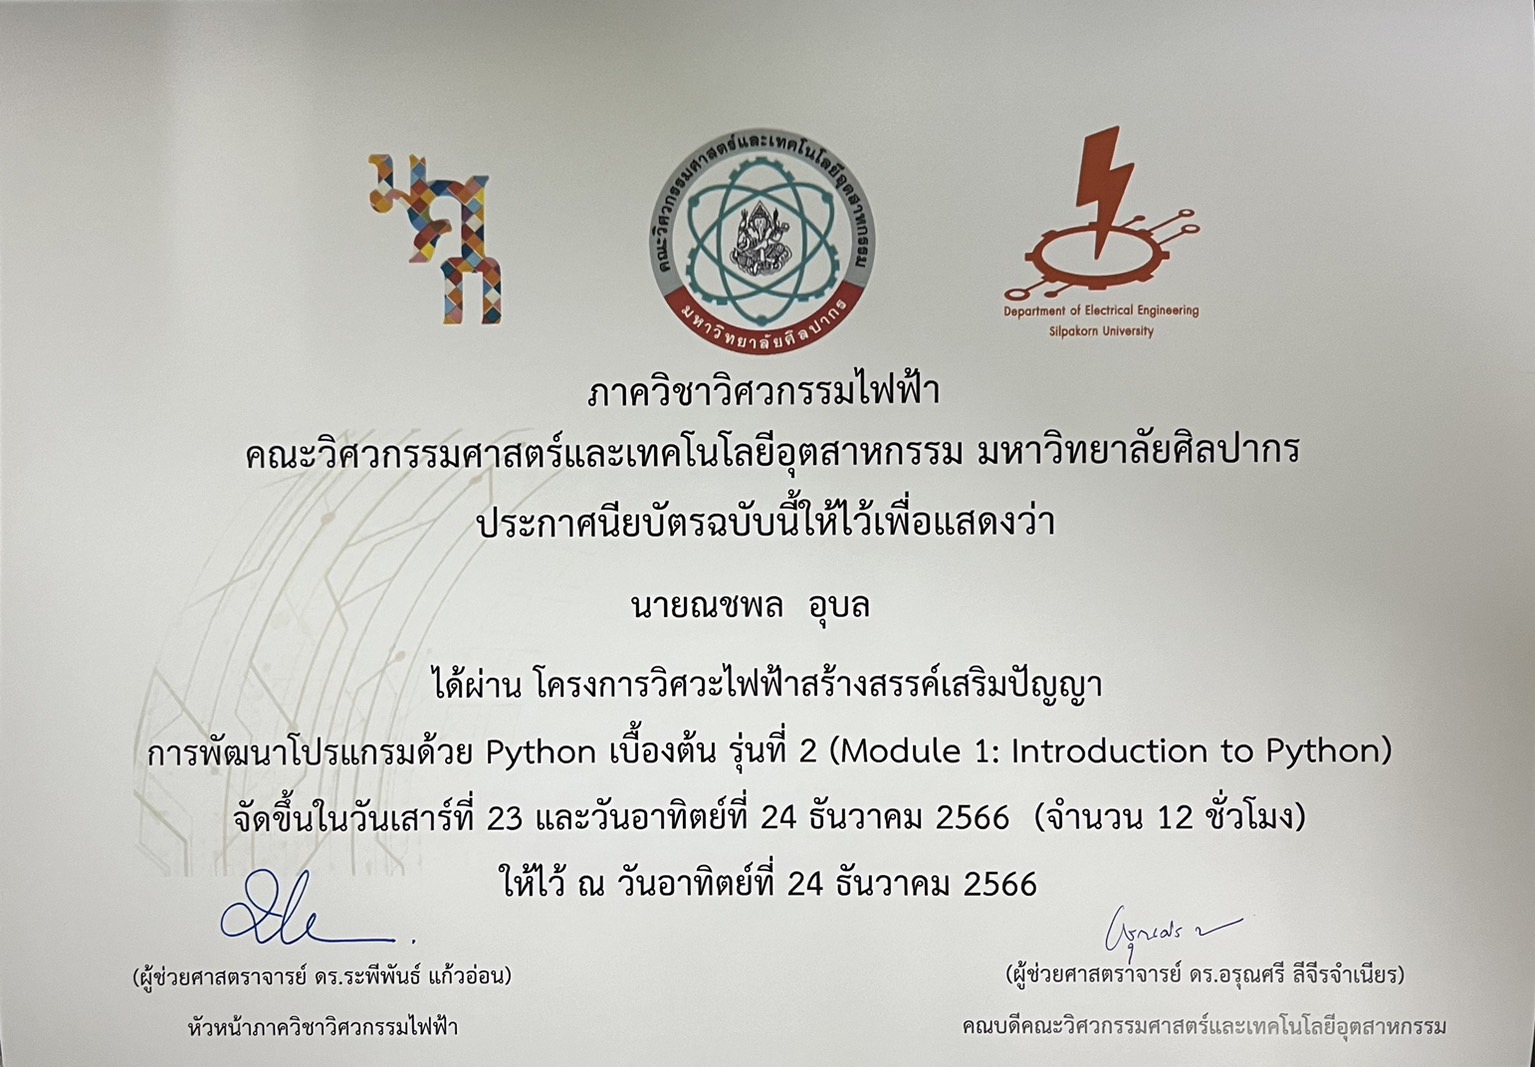 มศก
คณะวิศวกรรมศาสตร์และเทคโนโลยีอุตสาหกรรม
มหาวิทยาลัยศิลปากร
Department of Electrical Engineering
Silpakorn University
ภาควิชาวิศวกรรมไฟฟ้า
คณะวิศวกรรมศาสตร์และเทคโนโลยีอุตสาหกรรม มหาวิทยาลัยศิลปากร
ประกาศนียบัตรฉบับนี้ให้ไว้เพื่อแสดงว่า
นายณชพล อุบล
ได้ผ่าน โครงการวิศวะไฟฟ้าสร้างสรรค์เสริมปัญญา
การพัฒนาโปรแกรมด้วย Python เบื้องต้น รุ่นที่ 2 (Module 1: Introduction to Python)
จัดขึ้นในวันเสาร์ที่ 23 และวันอาทิตย์ที่ 24 ธันวาคม 2566 (จำนวน 12 ชั่วโมง)
ให้ไว้ ณ วันอาทิตย์ที่ 24 ธันวาคม 2566
(ผู้ช่วยศาสตราจารย์ ดร.ระพีพันธ์ แก้วอ่อน)
หัวหน้าภาควิชาวิศวกรรมไฟฟ้า
(ผู้ช่วยศาสตราจารย์ ดร.อรุณศรี ลีจีรจำเนียร)
คณบดีคณะวิศวกรรมศาสตร์และเทคโนโลยีอุตสาหกรรม